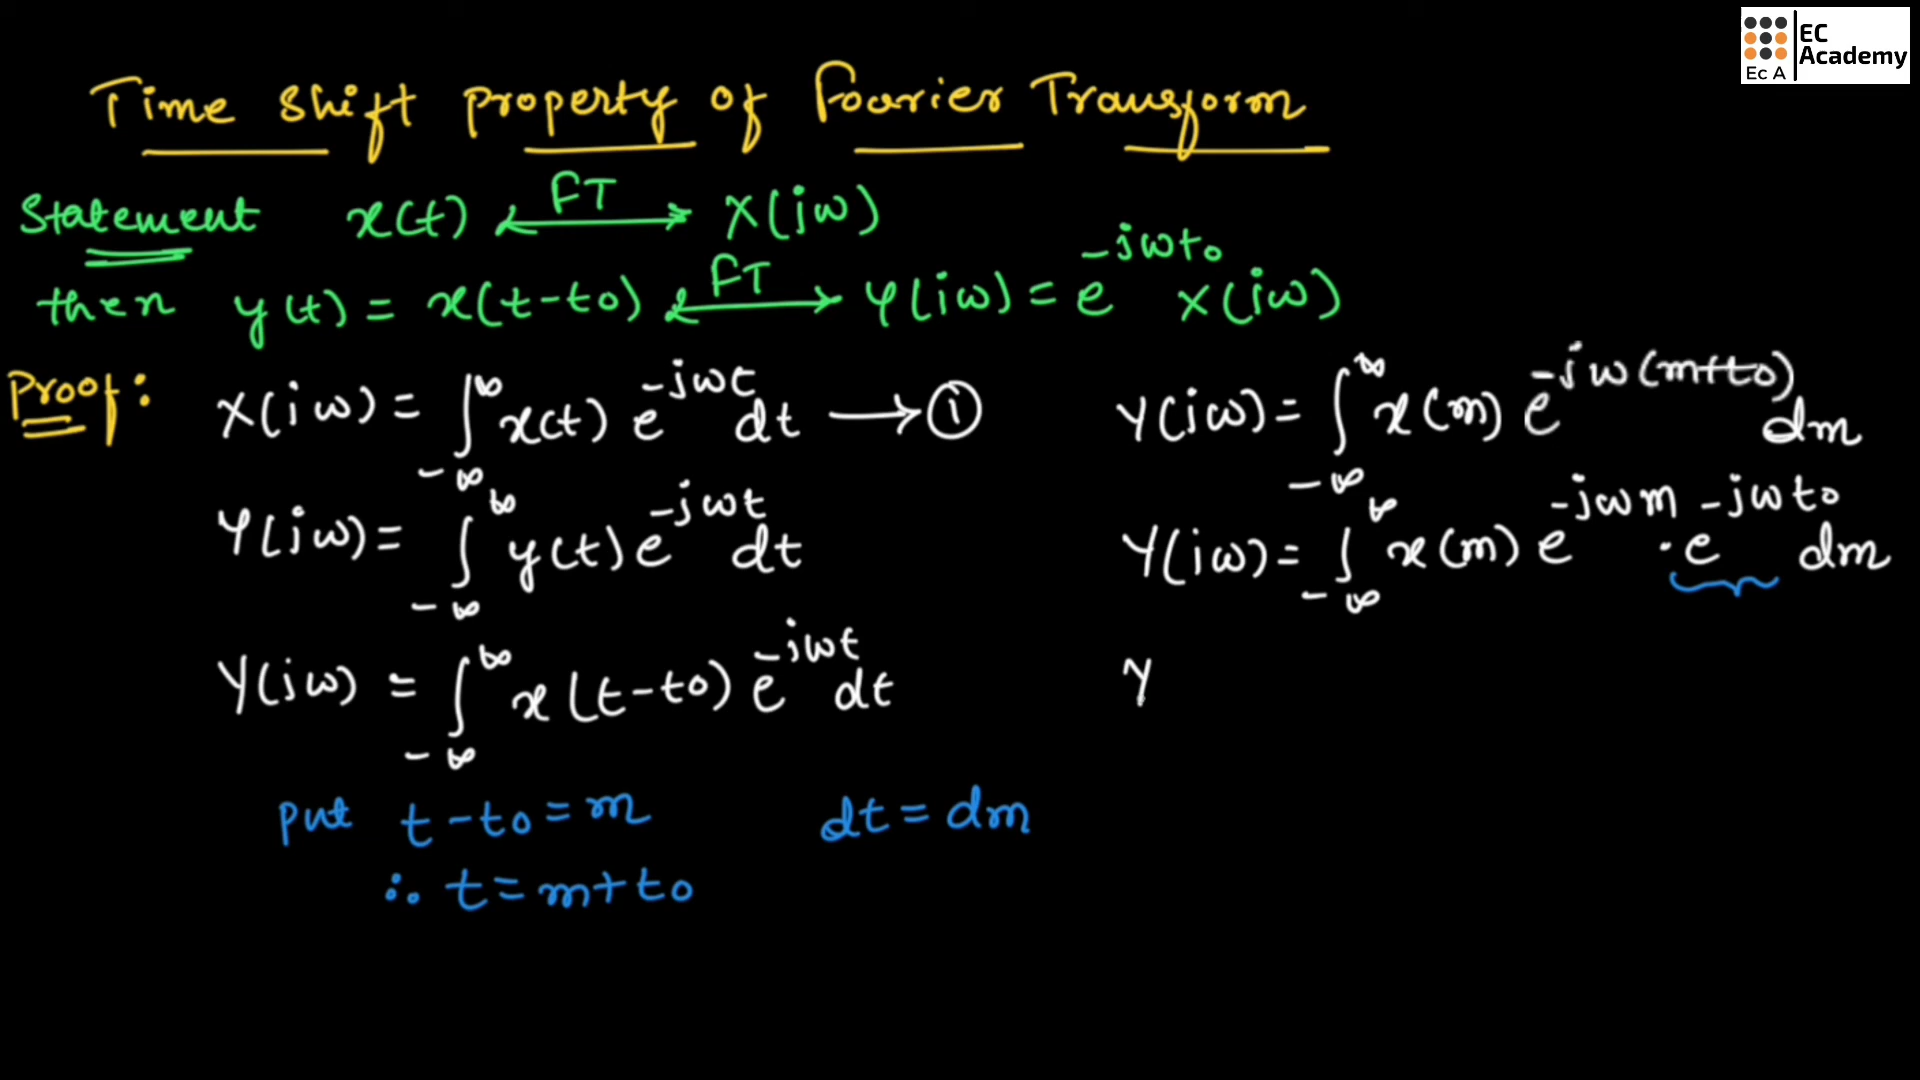 EC Academy
Ec A
Time shift property of Fourier Transform
Statement x(t) ⟷FT X(jω)
then y(t) = x(t-to) ⟷FT Y(jω) = e^{-jωto} X(jω)
Proof: X(jω) = ∫_{-∞}^{∞} x(t) e^{-jωt} dt ⟶ ①
Y(jω) = ∫_{-∞}^{∞} y(t) e^{-jωt} dt
Y(jω) = ∫_{-∞}^{∞} x(t-to) e^{-jωt} dt
put t-to = m dt = dm
∴ t = m+to
Y(jω) = ∫_{-∞}^{∞} x(m) e^{-jω(m+to)} dm
Y(jω) = ∫_{-∞}^{∞} x(m) e^{-jωm} · e^{-jωto} dm
Y